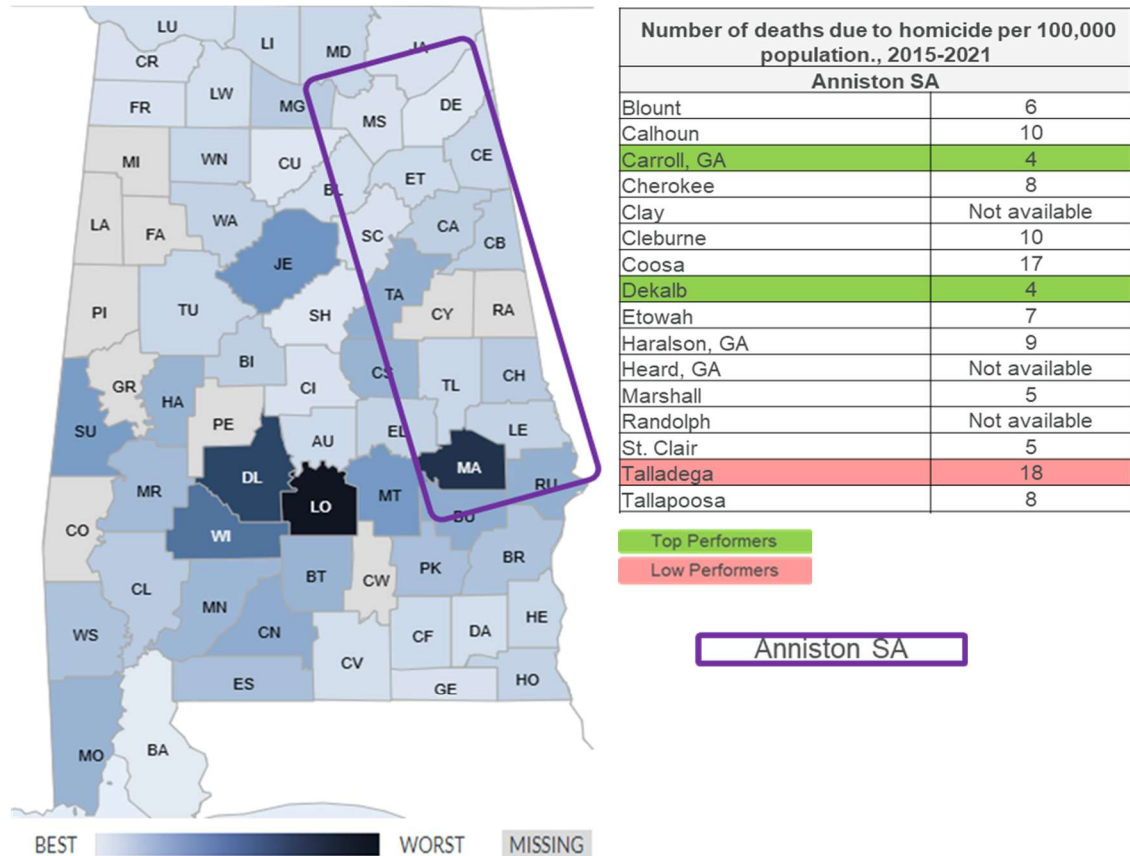 LU
LI
MD
JA
CR
LW
MG
DE
FR
MS
CE
MI
WN
CU
BL
ET
LA
FA
WA
SC
CA
CB
JE
TA
PI
TU
SH
CY
RA
BI
CS
TL
CH
GR
HA
CI
SU
PE
AU
EL
LE
MA
DL
LO
MT
RU
MR
BU
CO
WI
BT
CW
PK
BR
CL
MN
CN
WS
CF
DA
HE
CV
ES
GE
HO
MO
BA
BEST WORST MISSING
Number of deaths due to homicide per 100,000
population., 2015-2021
Anniston SA
Blount 6
Calhoun 10
Carroll, GA 4
Cherokee 8
Clay Not available
Cleburne 10
Coosa 17
Dekalb 4
Etowah 7
Haralson, GA 9
Heard, GA Not available
Marshall 5
Randolph Not available
St. Clair 5
Talladega 18
Tallapoosa 8
Top Performers
Low Performers
Anniston SA